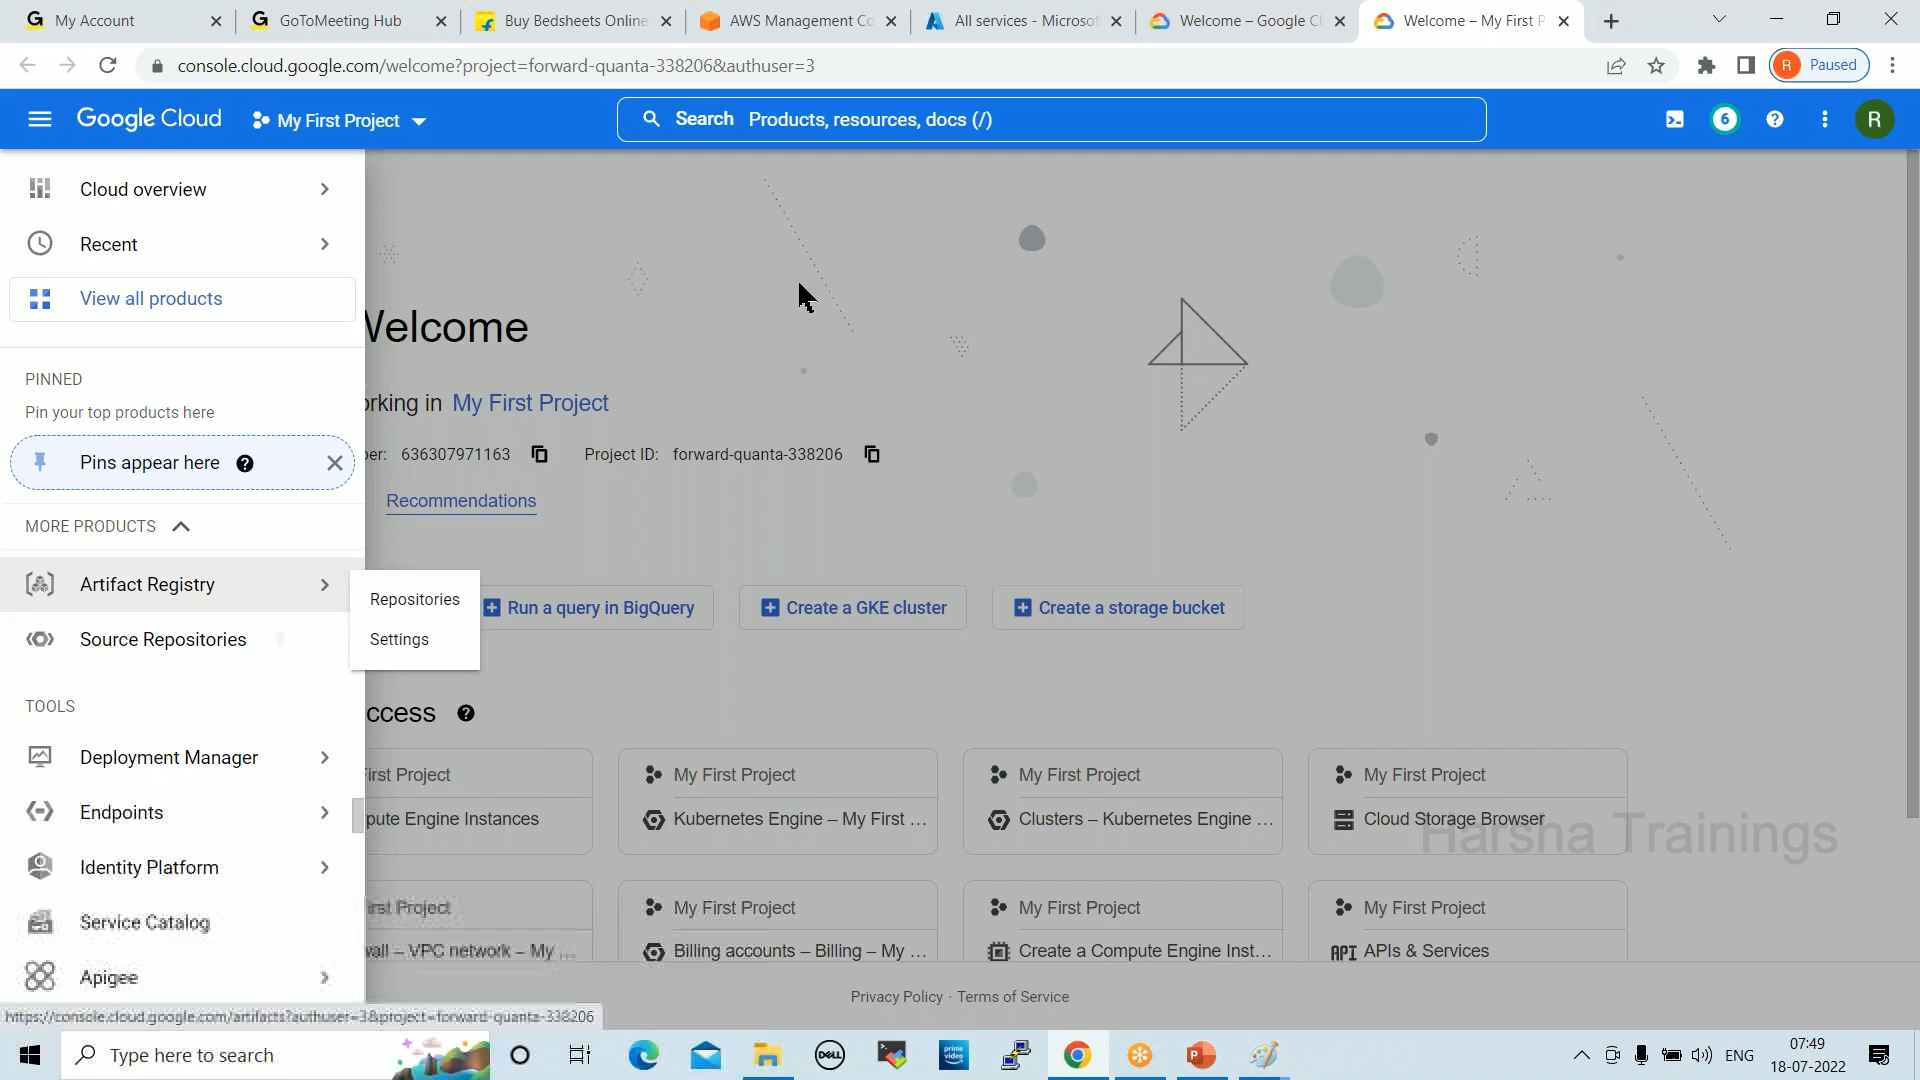 My Account
GoToMeeting Hub
Buy Bedsheets Online
AWS Management Co
All services - Microsof
Welcome – Google Cl
Welcome – My First P
console.cloud.google.com/welcome?project=forward-quanta-338206&authuser=3
R Paused
Google Cloud
My First Project
Search Products, resources, docs (/)
6
R
Cloud overview
Recent
View all products
PINNED
Pin your top products here
Pins appear here
MORE PRODUCTS
Artifact Registry
Source Repositories
TOOLS
Deployment Manager
Endpoints
Identity Platform
Service Catalog
Apigee
Repositories
Settings
Welcome
orking in My First Project
ber: 636307971163
Project ID: forward-quanta-338206
Recommendations
Run a query in BigQuery
Create a GKE cluster
Create a storage bucket
ccess
First Project
pute Engine Instances
My First Project
Kubernetes Engine – My First ...
My First Project
Clusters – Kubernetes Engine ...
My First Project
Cloud Storage Browser
Harsha Trainings
First Project
wall – VPC network – My ...
My First Project
Billing accounts – Billing – My ...
My First Project
Create a Compute Engine Inst...
My First Project
API APIs & Services
Privacy Policy · Terms of Service
https://console.cloud.google.com/artifacts?authuser=3&project=forward-quanta-338206
Type here to search
DELL
prime video
ENG
07:49
18-07-2022